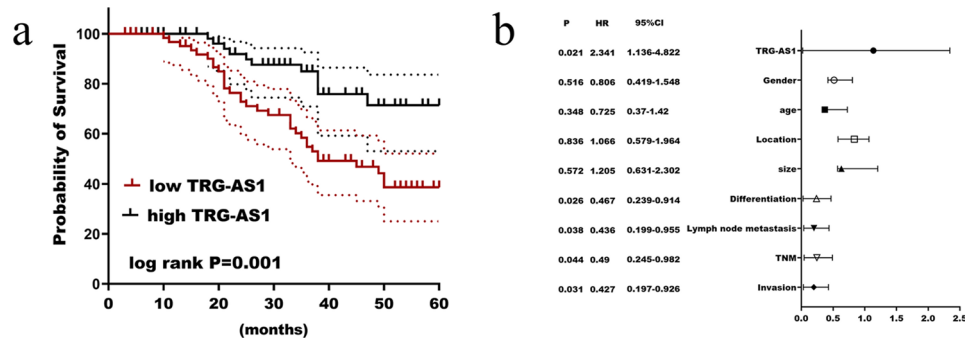 a
Probability of Survival
100
80
60
40
20
0
low TRG-AS1
high TRG-AS1
log rank P=0.001
0 10 20 30 40 50 60
(months)
b
P HR 95%CI
0.021 2.341 1.136-4.822 TRG-AS1
0.516 0.806 0.419-1.548 Gender
0.348 0.725 0.37-1.42 age
0.836 1.066 0.579-1.964 Location
0.572 1.205 0.631-2.302 size
0.026 0.467 0.239-0.914 Differentiation
0.038 0.436 0.199-0.955 Lymph node metastasis
0.044 0.49 0.245-0.982 TNM
0.031 0.427 0.197-0.926 Invasion
0.0 0.5 1.0 1.5 2.0 2.5